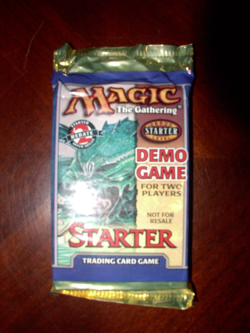 MAGIC
The Gathering
STARTER
DEMO
GAME
FOR TWO
PLAYERS
NOT FOR
RESALE
STARTER
TRADING CARD GAME